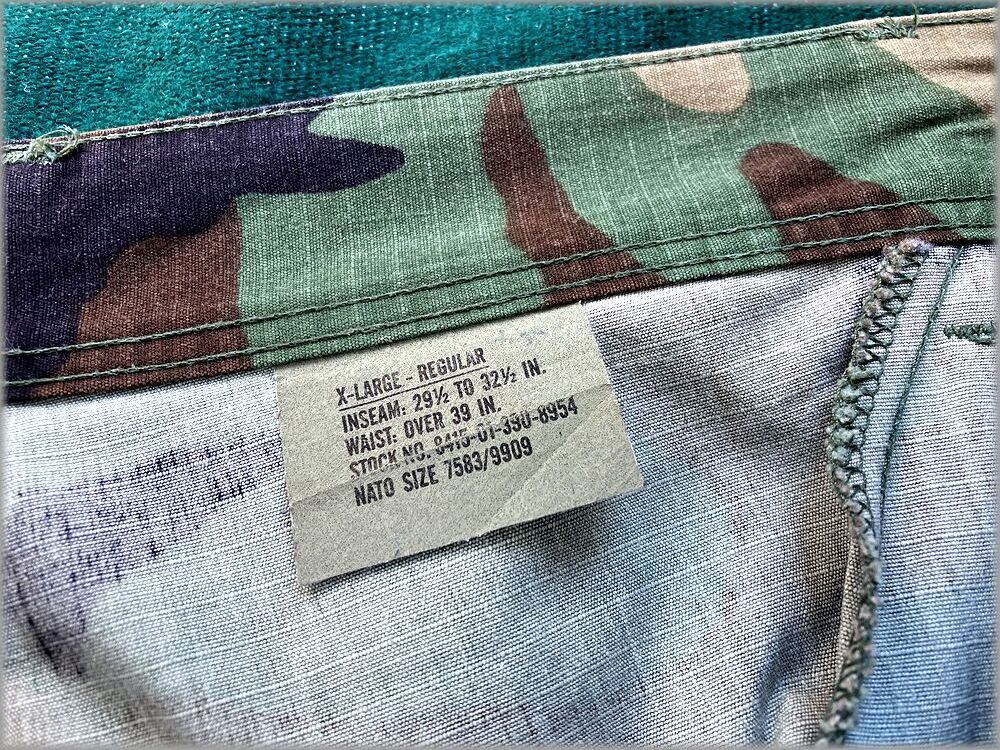 X-LARGE - REGULAR
INSEAM: 29½ TO 32½ IN.
WAIST: OVER 39 IN.
STOCK NO. 8415-01-390-8954
NATO SIZE 7583/9909